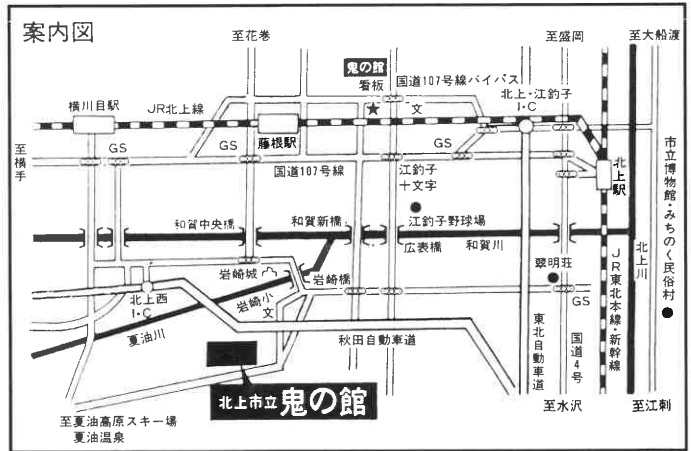 案内図
至花巻
至盛岡
至大船渡
鬼の館
看板
国道107号線バイパス
横川目駅
JR北上線
藤根駅
文
北上・江釣子
I・C
至横手
GS
GS
GS
国道107号線
江釣子
十文字
北上駅
市立博物館・みちのく民俗村
和賀中央橋
和賀新橋
江釣子野球場
広表橋
和賀川
岩崎城
岩崎橋
翠明荘
北上川
北上西
I・C
岩崎小
文
GS
夏油川
秋田自動車道
東北自動車道
国道4号
JR東北本線・新幹線
北上市立 鬼の館
至夏油高原スキー場
夏油温泉
至水沢
至江刺